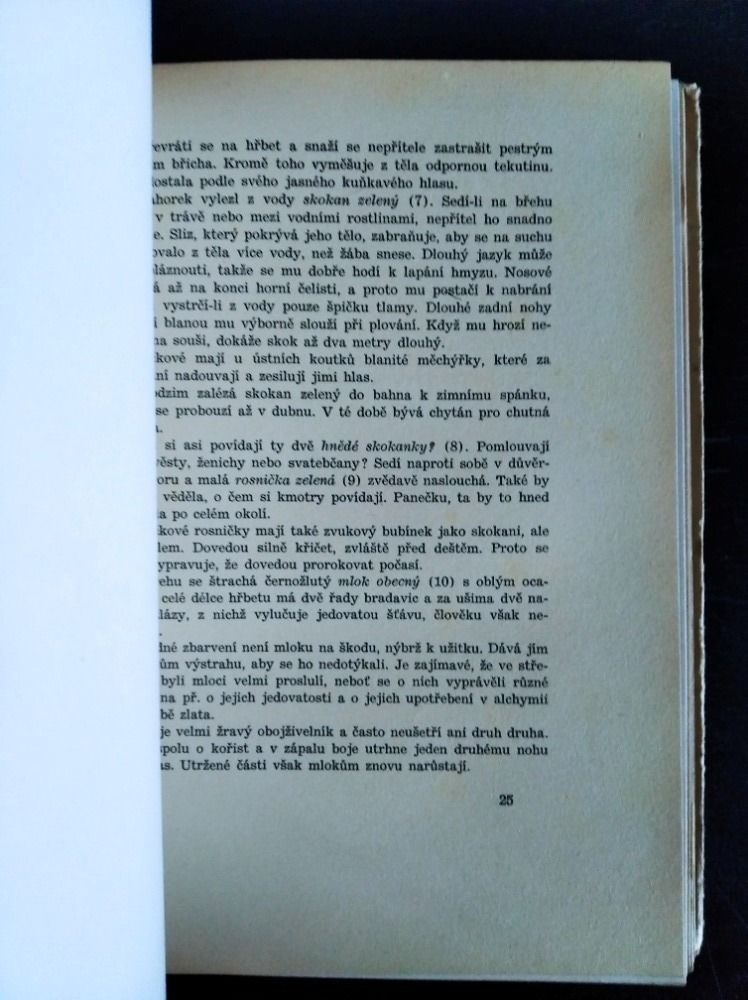 evrátí se na hřbet a snaží se nepřítele zastrašit pestrým
m břicha. Kromě toho vyměšuje z těla odpornou tekutinu.
ostala podle svého jasného kuňkavého hlasu.
ahorek vylezl z vody skokan zelený (7). Sedí-li na břehu
v trávě nebo mezi vodními rostlinami, nepřítel ho snadno
e. Sliz, který pokrývá jeho tělo, zabraňuje, aby se na suchu
ovalo z těla více vody, než žába snese. Dlouhý jazyk může
láznouti, takže se mu dobře hodí k lapání hmyzu. Nosové
á až na konci horní čelisti, a proto mu postačí k nabrání
vystrčí-li z vody pouze špičku tlamy. Dlouhé zadní nohy
í blanou mu výborně slouží při plování. Když mu hrozí ne-
na souši, dokáže skok až dva metry dlouhý.
kové mají u ústních koutků blanité měchýřky, které za
ní nadouvají a zesilují jimi hlas.
odzim zalézá skokan zelený do bahna k zimnímu spánku,
se probouzí až v dubnu. V té době bývá chytán pro chutná
a.
si asi povídají ty dvě hnědé skokanky? (8). Pomlouvají
věsty, ženichy nebo svatebčany? Sedí naproti sobě v důvěr-
oru a malá rosnička zelená (9) zvědavě naslouchá. Také by
věděla, o čem si kmotry povídají. Panečku, ta by to hned
a po celém okolí.
kové rosničky mají také zvukový bubínek jako skokani, ale
lem. Dovedou silně křičet, zvláště před deštěm. Proto se
ypravuje, že dovedou prorokovat počasí.
ehu se štrachá černožlutý mlok obecný (10) s oblým oca-
celé délce hřbetu má dvě řady bradavic a za ušima dvě na-
lázy, z nichž vylučuje jedovatou šťávu, člověku však ne-
.
dné zbarvení není mloku na škodu, nýbrž k užitku. Dává jím
ům výstrahu, aby se ho nedotýkali. Je zajímavé, že ve stře-
byli mloci velmi proslulí, neboť se o nich vyprávěli různé
na př. o jejich jedovatosti a o jejich upotřebení v alchymii
bě zlata.
je velmi žravý obojživelník a často neušetří ani druh druha.
spolu o kořist a v zápalu boje utrhne jeden druhému nohu
as. Utržené části však mlokům znovu narůstají.
25